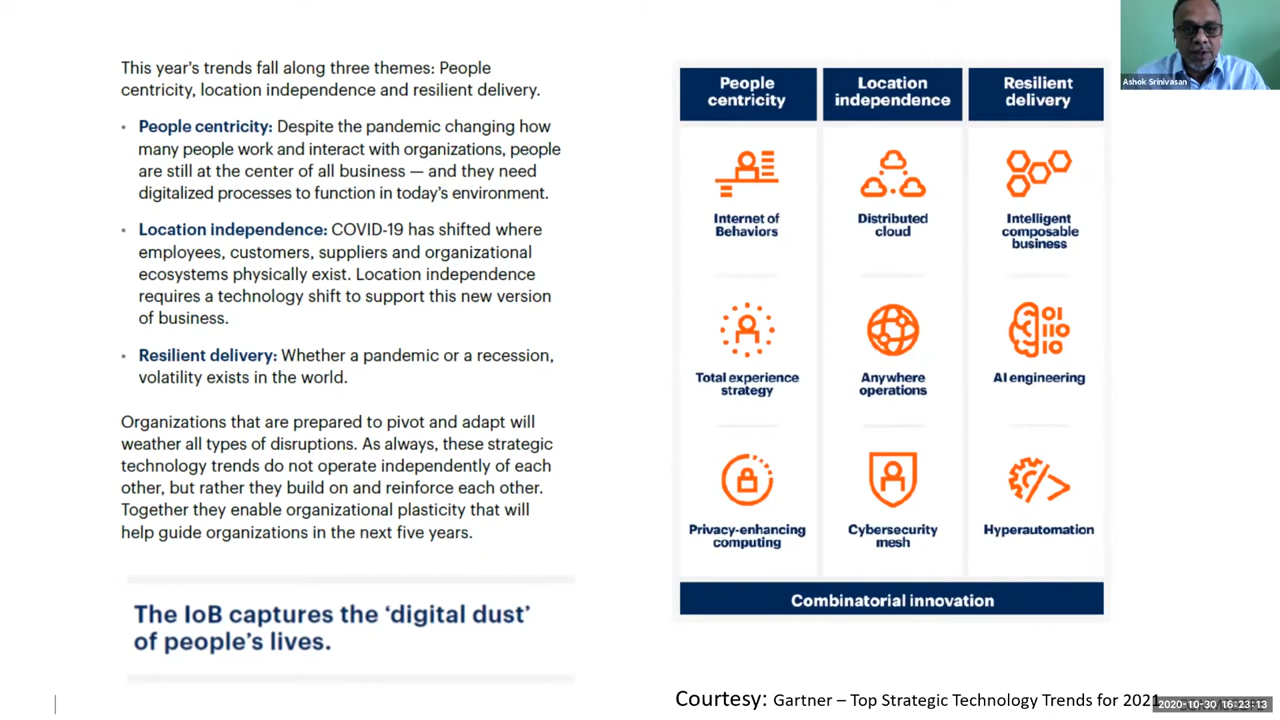 This year's trends fall along three themes: People
centricity, location independence and resilient delivery.
• People centricity: Despite the pandemic changing how
many people work and interact with organizations, people
are still at the center of all business — and they need
digitalized processes to function in today's environment.
• Location independence: COVID-19 has shifted where
employees, customers, suppliers and organizational
ecosystems physically exist. Location independence
requires a technology shift to support this new version
of business.
• Resilient delivery: Whether a pandemic or a recession,
volatility exists in the world.
Organizations that are prepared to pivot and adapt will
weather all types of disruptions. As always, these strategic
technology trends do not operate independently of each
other, but rather they build on and reinforce each other.
Together they enable organizational plasticity that will
help guide organizations in the next five years.
The IoB captures the 'digital dust'
of people's lives.
People
centricity
Location
independence
Resilient
delivery
Internet of
Behaviors
Distributed
cloud
Intelligent
composable
business
OI
IIO
IO
Total experience
strategy
Anywhere
operations
AI engineering
Privacy-enhancing
computing
Cybersecurity
mesh
Hyperautomation
Combinatorial innovation
Courtesy: Gartner – Top Strategic Technology Trends for 2021
Ashok Srinivasan
2020-10-30 16:23:13